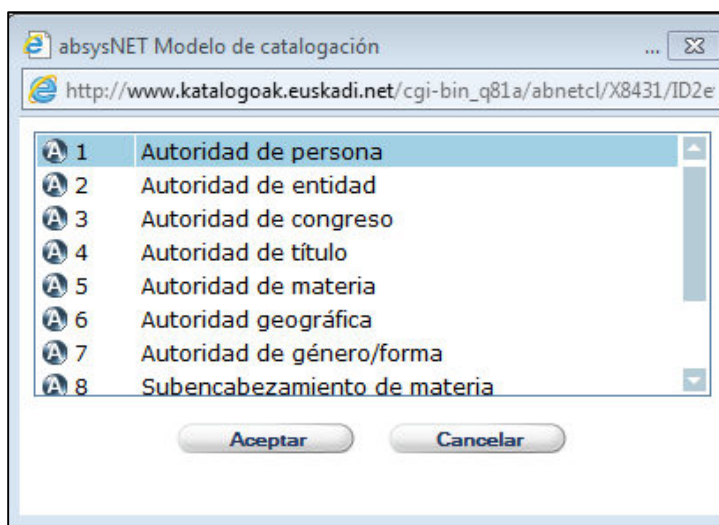 absysNET Modelo de catalogación ...
http://www.katalogoak.euskadi.net/cgi-bin_q81a/abnetcl/X8431/ID2e
A 1 Autoridad de persona
A 2 Autoridad de entidad
A 3 Autoridad de congreso
A 4 Autoridad de título
A 5 Autoridad de materia
A 6 Autoridad geográfica
A 7 Autoridad de género/forma
A 8 Subencabezamiento de materia
Aceptar Cancelar